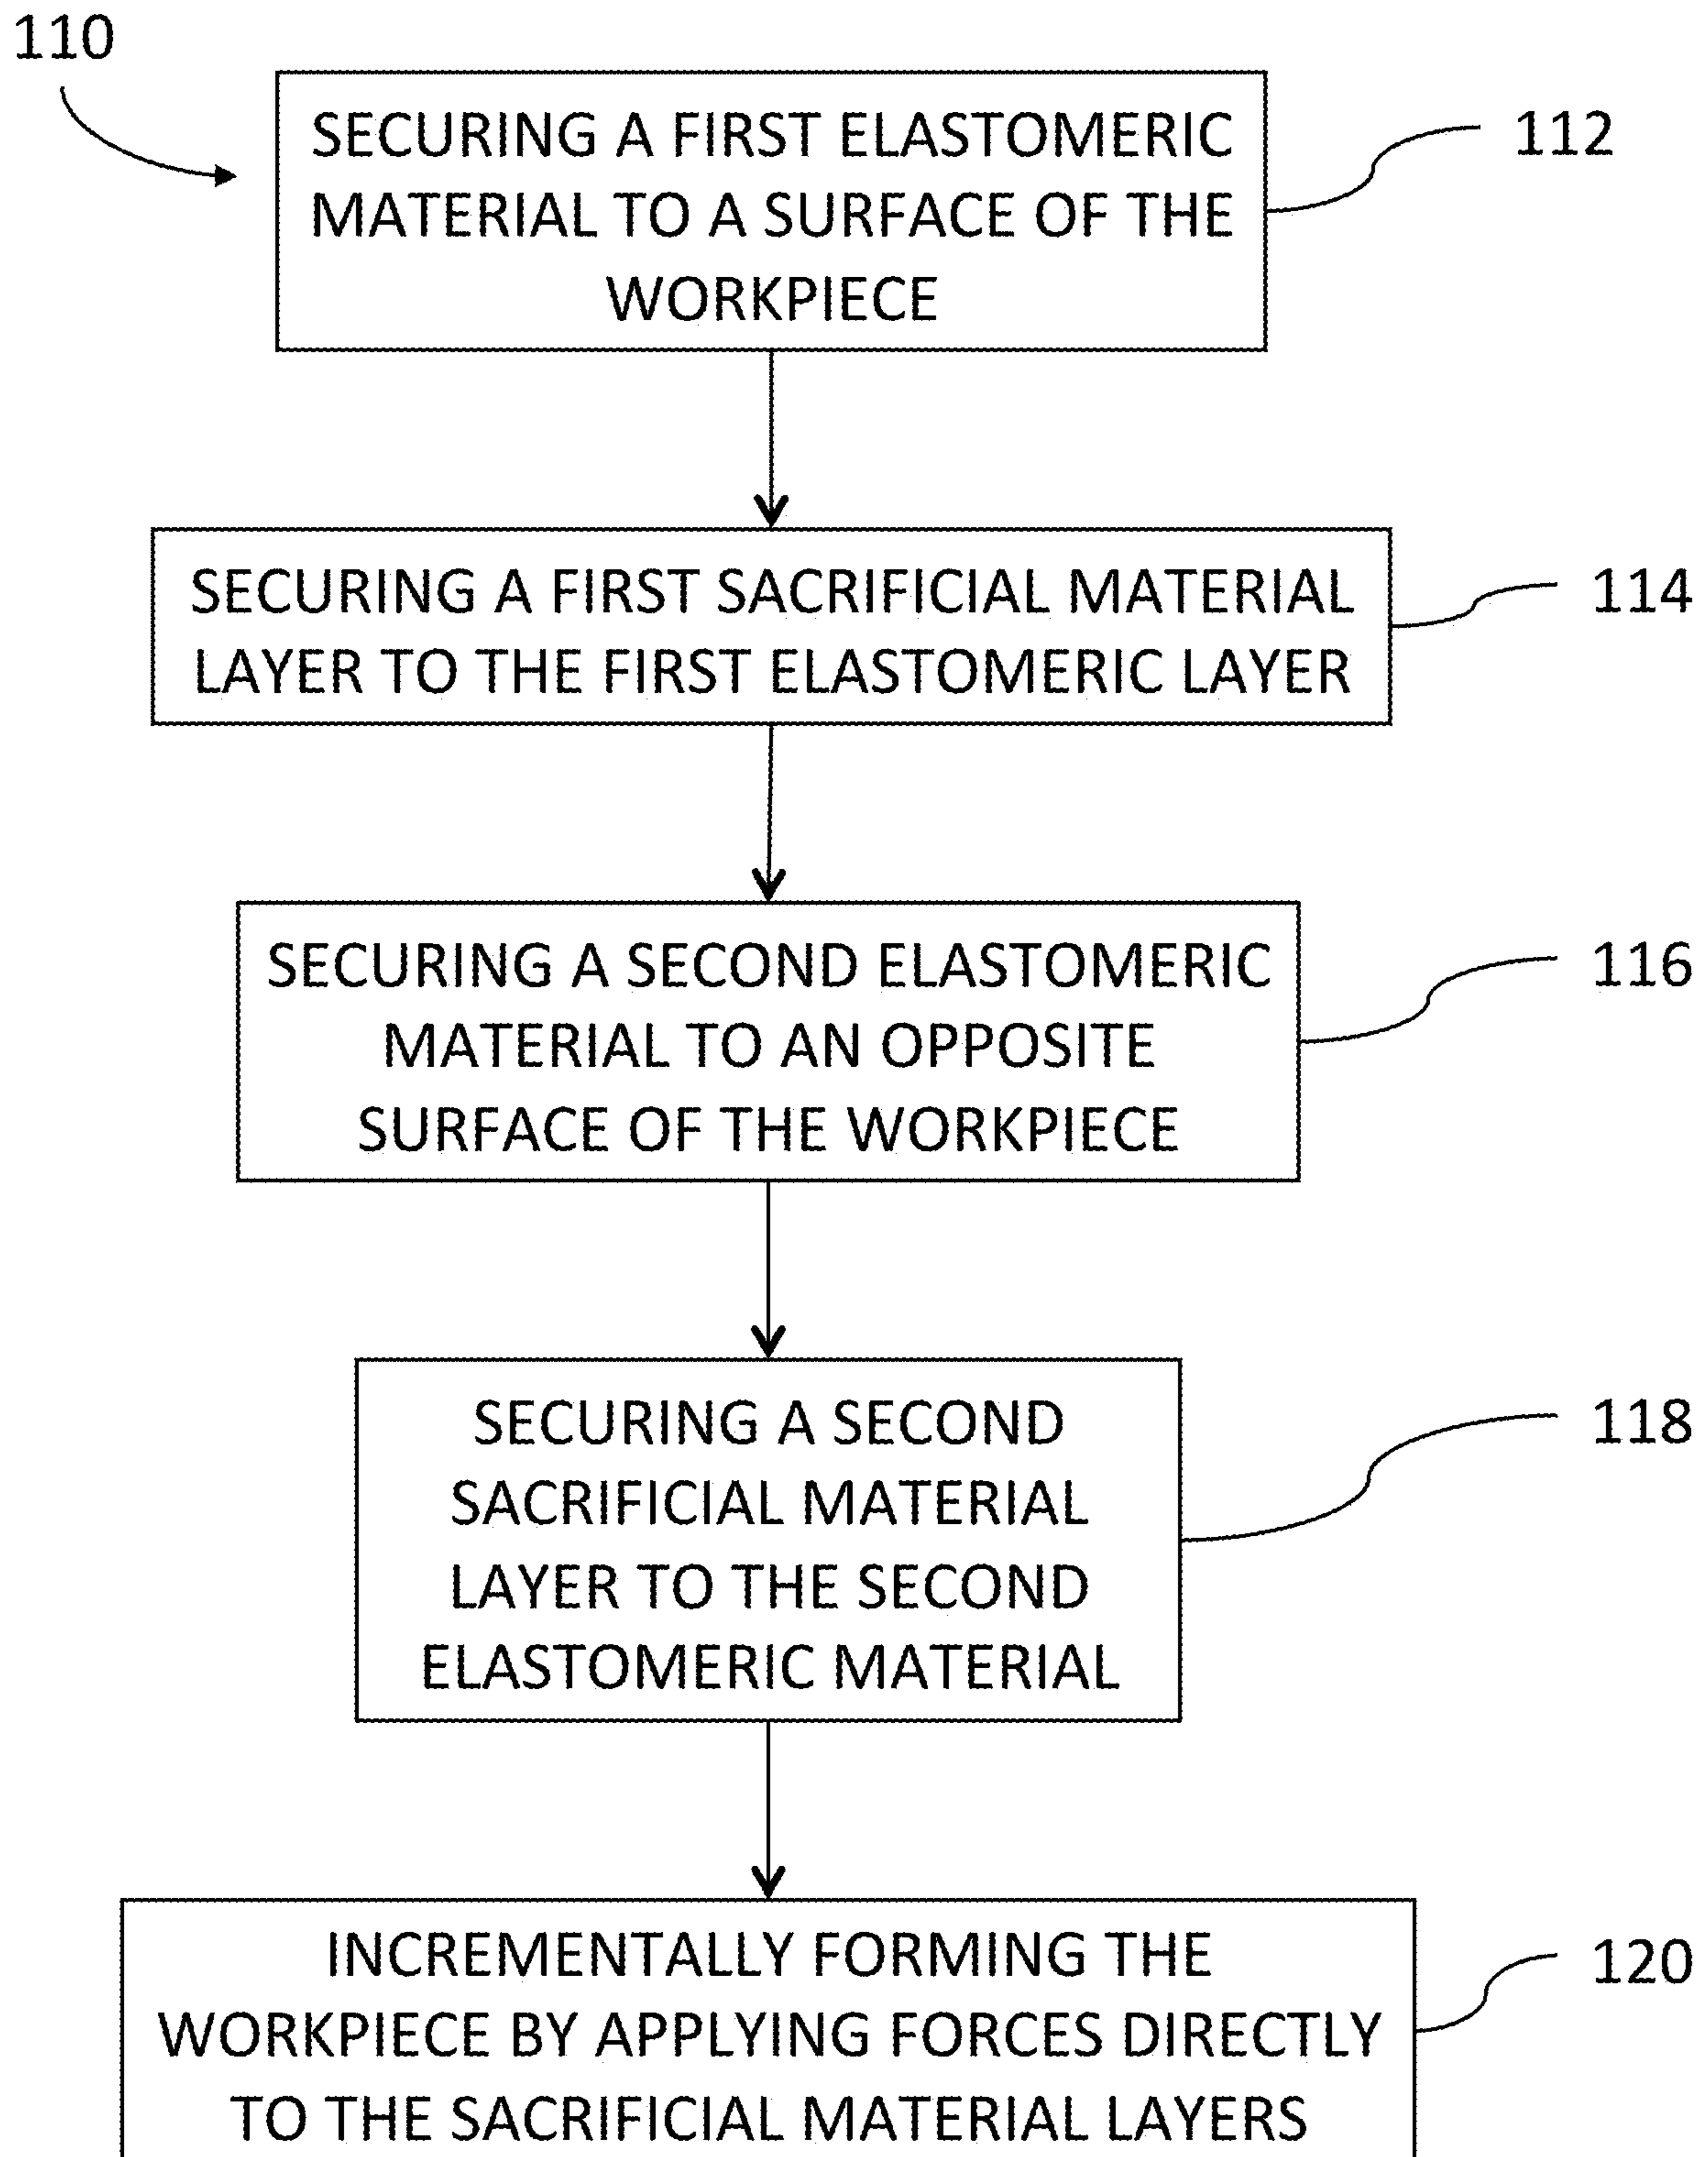 110
SECURING A FIRST ELASTOMERIC
MATERIAL TO A SURFACE OF THE
WORKPIECE
112
SECURING A FIRST SACRIFICIAL MATERIAL
LAYER TO THE FIRST ELASTOMERIC LAYER
114
SECURING A SECOND ELASTOMERIC
MATERIAL TO AN OPPOSITE
SURFACE OF THE WORKPIECE
116
SECURING A SECOND
SACRIFICIAL MATERIAL
LAYER TO THE SECOND
ELASTOMERIC MATERIAL
118
INCREMENTALLY FORMING THE
WORKPIECE BY APPLYING FORCES DIRECTLY
TO THE SACRIFICIAL MATERIAL LAYERS
120